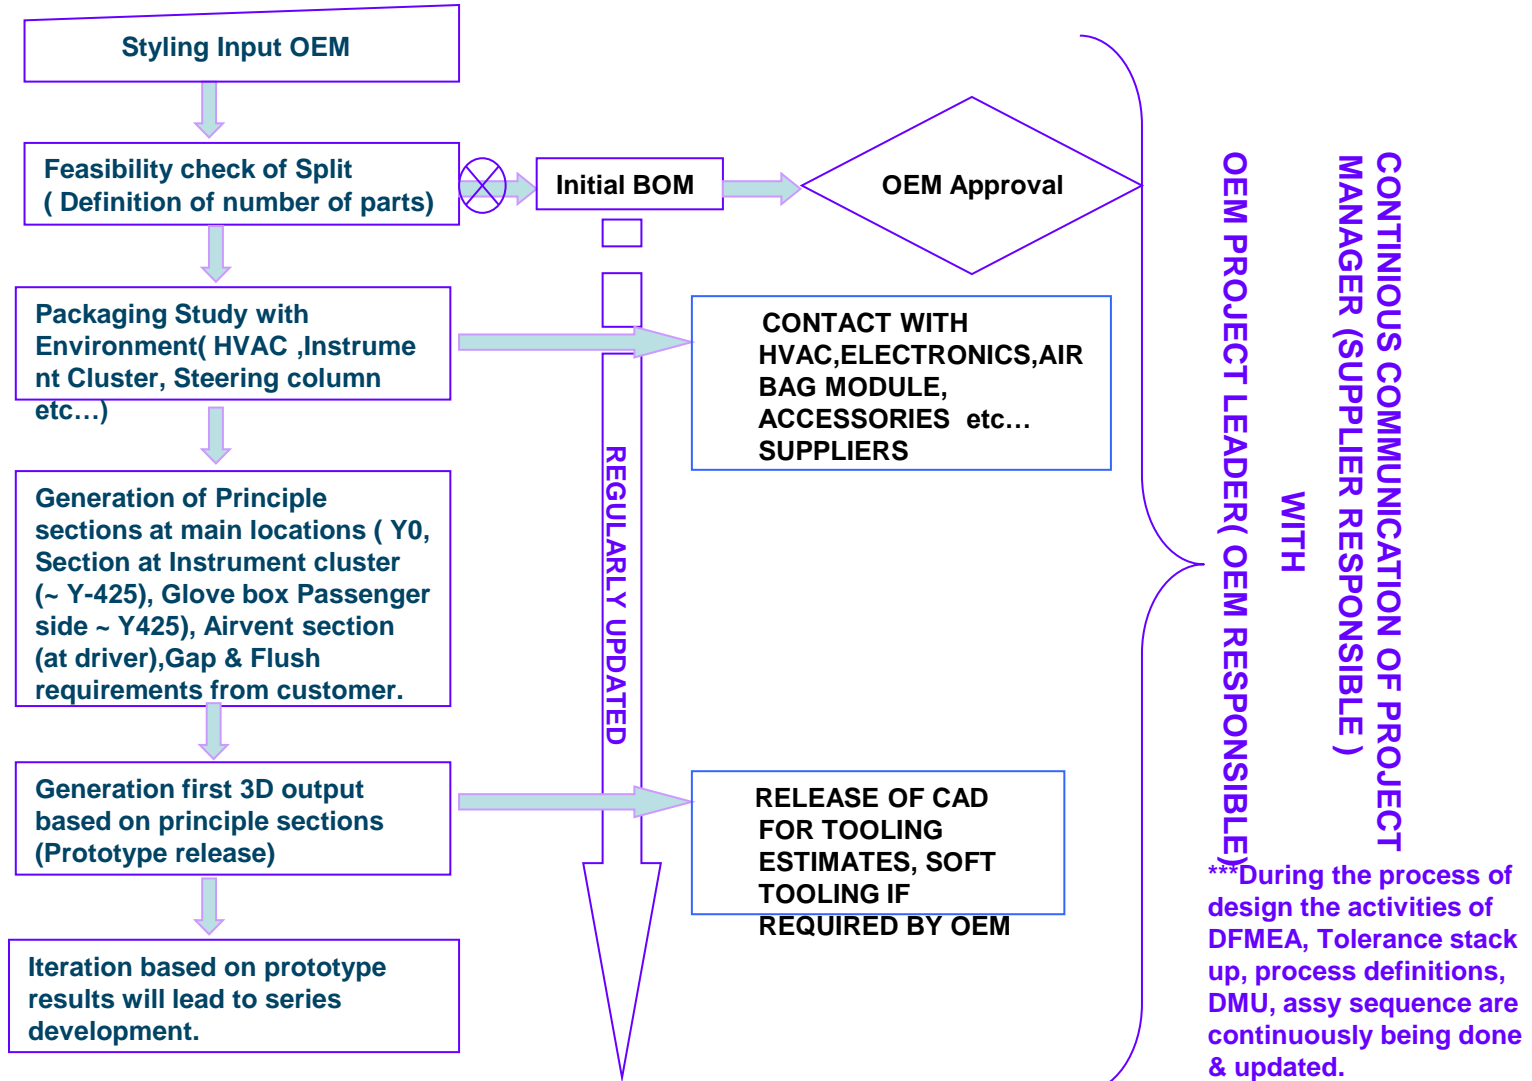 Styling Input OEM
Feasibility check of Split
( Definition of number of parts)
Initial BOM
OEM Approval
Packaging Study with
Environment( HVAC ,Instrume
nt Cluster, Steering column
etc…)
CONTACT WITH
HVAC,ELECTRONICS,AIR
BAG MODULE,
ACCESSORIES etc…
SUPPLIERS
Generation of Principle
sections at main locations ( Y0,
Section at Instrument cluster
(~ Y-425), Glove box Passenger
side ~ Y425), Airvent section
(at driver),Gap & Flush
requirements from customer.
REGULARLY UPDATED
Generation first 3D output
based on principle sections
(Prototype release)
RELEASE OF CAD
FOR TOOLING
ESTIMATES, SOFT
TOOLING IF
REQUIRED BY OEM
Iteration based on prototype
results will lead to series
development.
CONTINIOUS COMMUNICATION OF PROJECT
MANAGER (SUPPLIER RESPONSIBLE )
WITH
OEM PROJECT LEADER( OEM RESPONSIBLE)
***During the process of
design the activities of
DFMEA, Tolerance stack
up, process definitions,
DMU, assy sequence are
continuously being done
& updated.